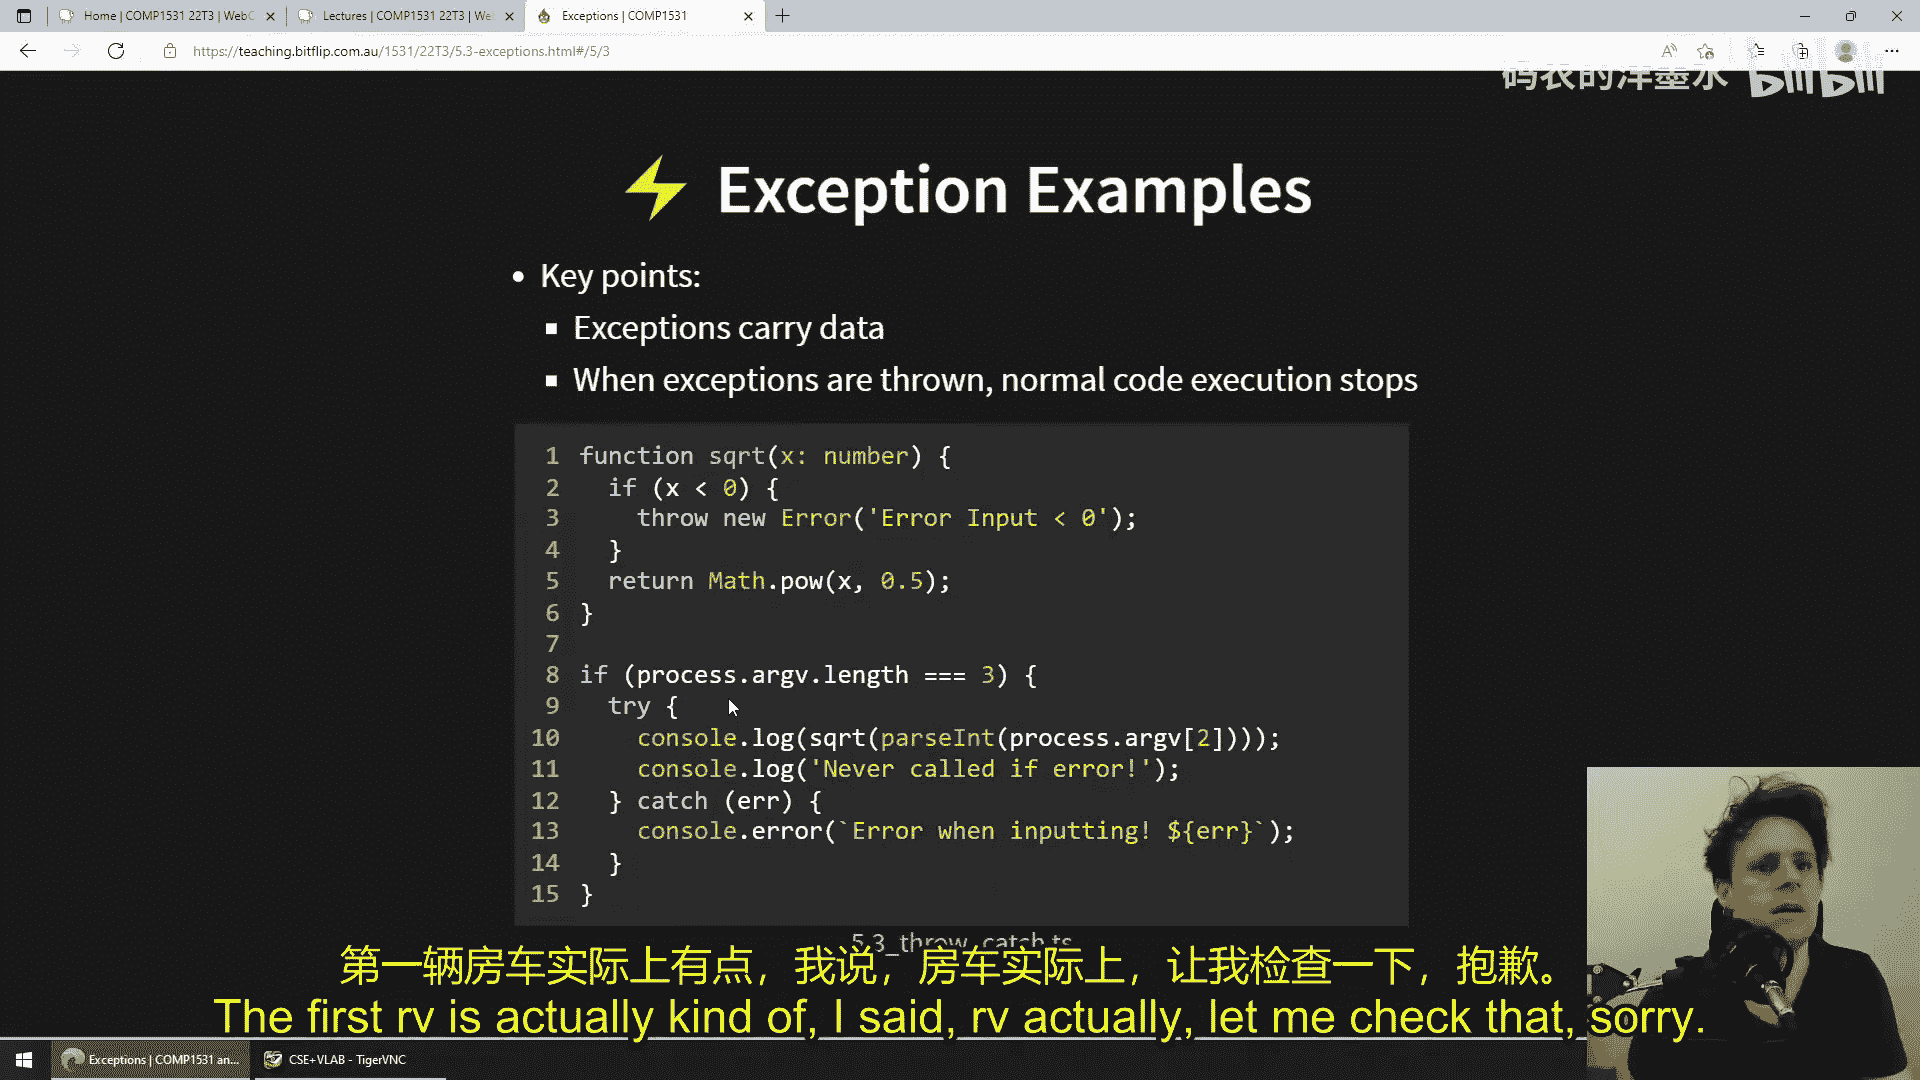 Home | COMP1531 22T3 | WebC
Lectures | COMP1531 22T3 | We
Exceptions | COMP1531
https://teaching.bitflip.com.au/1531/22T3/5.3-exceptions.html#/5/3
码农的洋墨水 bilibili
⚡ Exception Examples
• Key points:
▪ Exceptions carry data
▪ When exceptions are thrown, normal code execution stops
1 function sqrt(x: number) {
2 if (x < 0) {
3 throw new Error('Error Input < 0');
4 }
5 return Math.pow(x, 0.5);
6 }
7
8 if (process.argv.length === 3) {
9 try {
10 console.log(sqrt(parseInt(process.argv[2])));
11 console.log('Never called if error!');
12 } catch (err) {
13 console.error(`Error when inputting! ${err}`);
14 }
15 }
5.3_throw_catch.ts
第一辆房车实际上有点，我说，房车实际上，让我检查一下，抱歉。
The first rv is actually kind of, I said, rv actually, let me check that, sorry.
Exceptions | COMP1531 an...
CSE+VLAB - TigerVNC